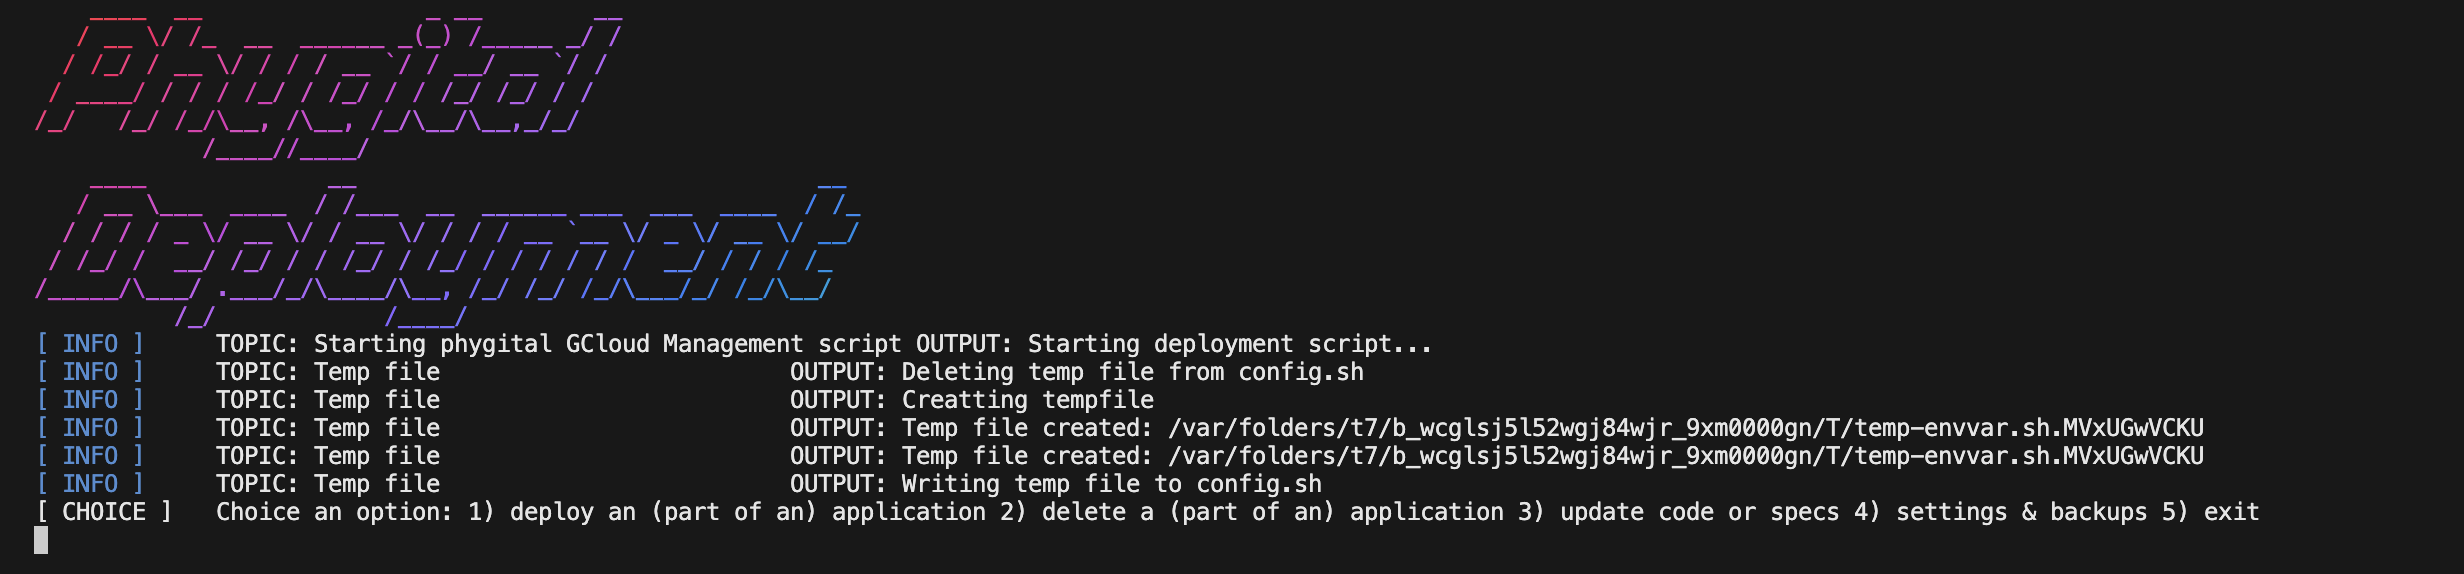 Phygital
Deployment
[ INFO ] TOPIC: Starting phygital GCloud Management script OUTPUT: Starting deployment script...
[ INFO ] TOPIC: Temp file OUTPUT: Deleting temp file from config.sh
[ INFO ] TOPIC: Temp file OUTPUT: Creatting tempfile
[ INFO ] TOPIC: Temp file OUTPUT: Temp file created: /var/folders/t7/b_wcglsj5l52wgj84wjr_9xm0000gn/T/temp-envvar.sh.MVxUGwVCKU
[ INFO ] TOPIC: Temp file OUTPUT: Temp file created: /var/folders/t7/b_wcglsj5l52wgj84wjr_9xm0000gn/T/temp-envvar.sh.MVxUGwVCKU
[ INFO ] TOPIC: Temp file OUTPUT: Writing temp file to config.sh
[ CHOICE ] Choice an option: 1) deploy an (part of an) application 2) delete a (part of an) application 3) update code or specs 4) settings & backups 5) exit